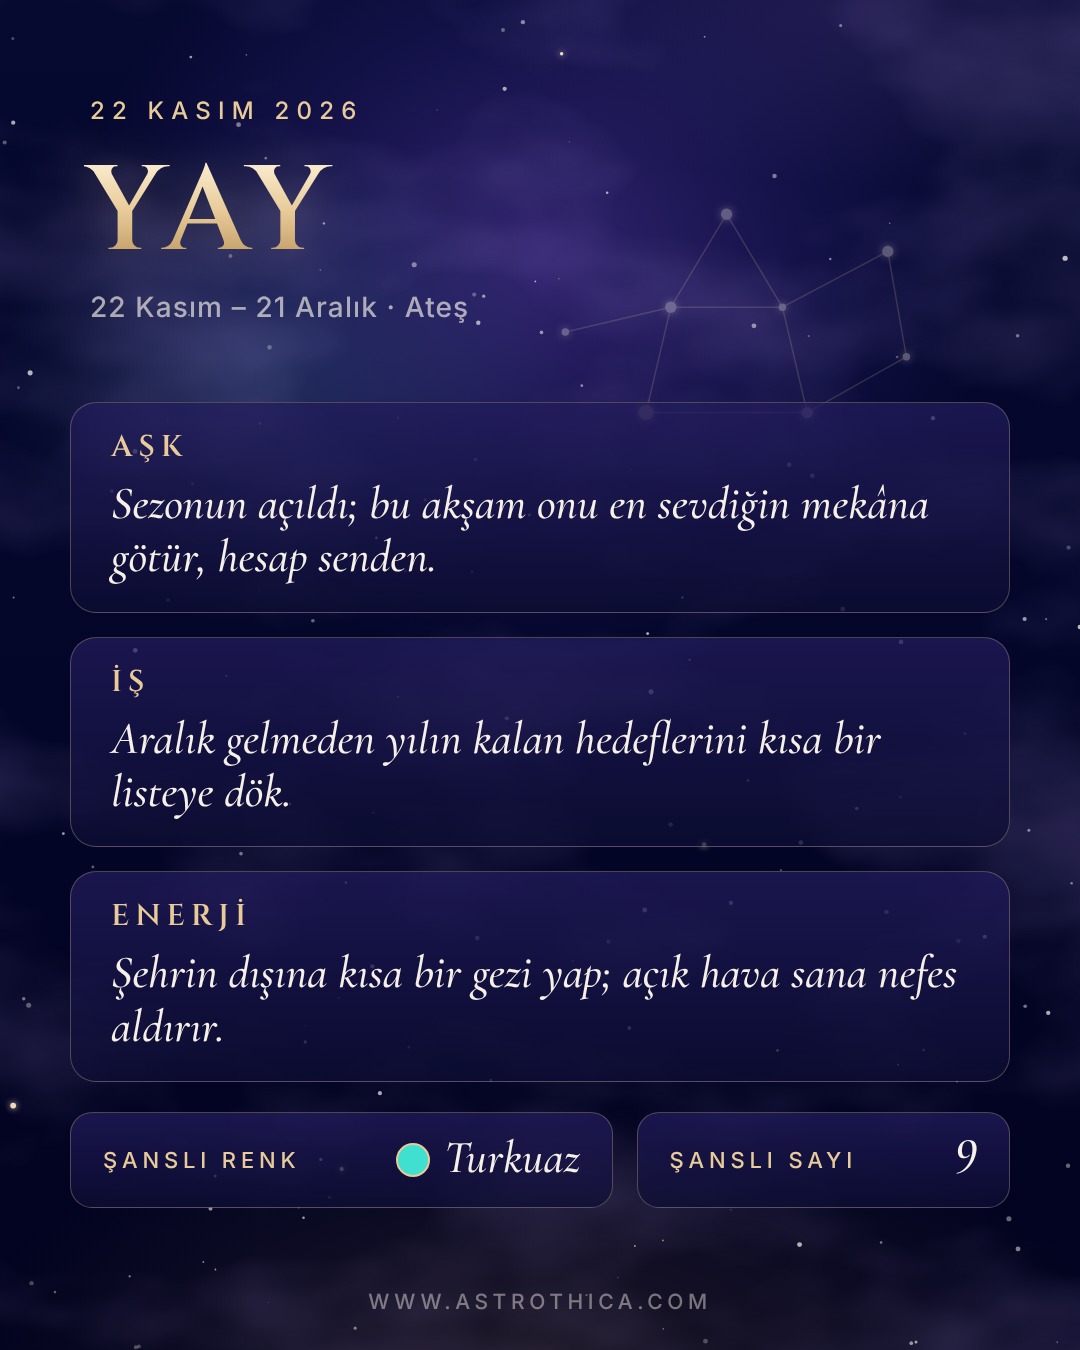 22 KASIM 2026
YAY
22 Kasım – 21 Aralık · Ateş
AŞK
Sezonun açıldı; bu akşam onu en sevdiğin mekâna
götür, hesap senden.
İŞ
Aralık gelmeden yılın kalan hedeflerini kısa bir
listeye dök.
ENERJİ
Şehrin dışına kısa bir gezi yap; açık hava sana nefes
aldırır.
ŞANSLI RENK Turkuaz
ŞANSLI SAYI 9
WWW.ASTROTHICA.COM